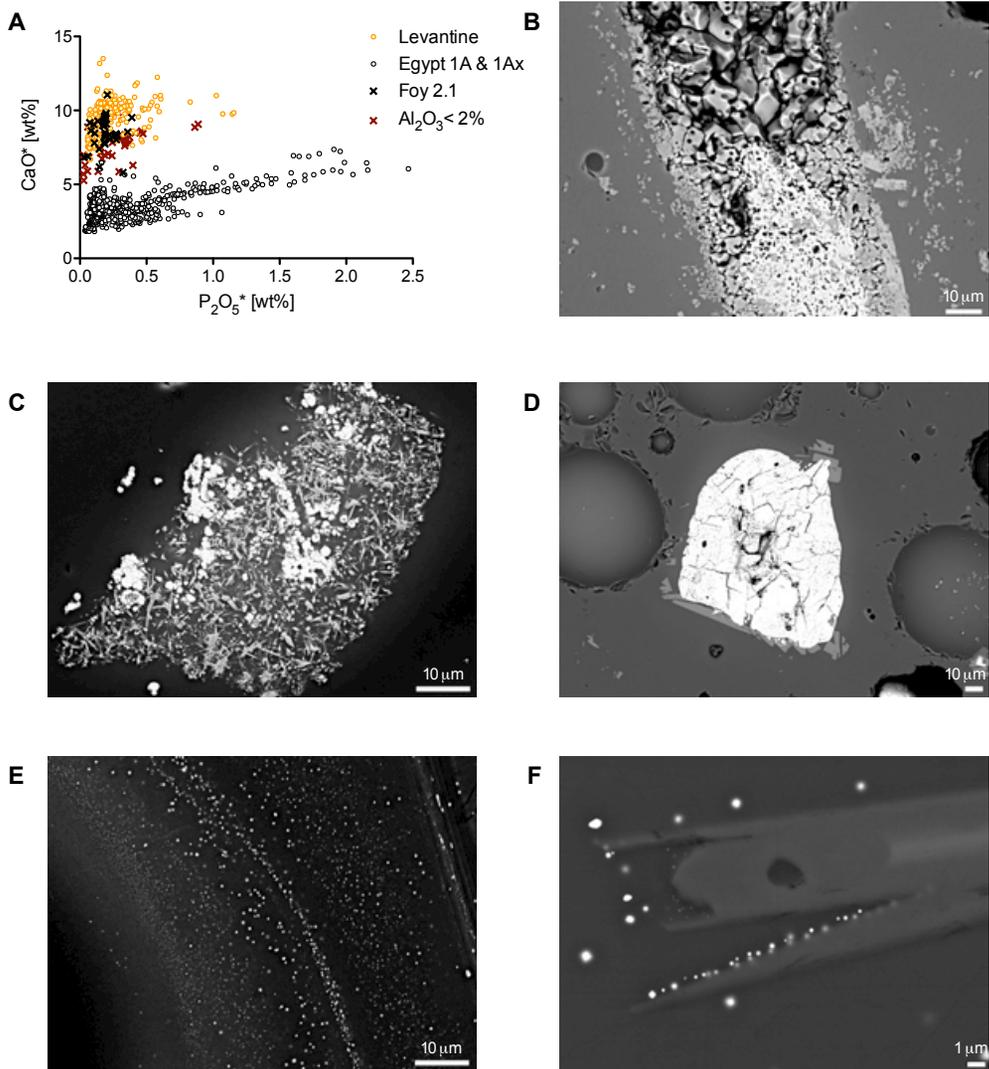 A
15
10
5
0
CaO* [wt%]
0.0 0.5 1.0 1.5 2.0 2.5
P₂O₅* [wt%]
Levantine
Egypt 1A & 1Ax
Foy 2.1
Al₂O₃< 2%
B
10 µm
C
10 µm
D
10 µm
E
10 µm
F
1 µm